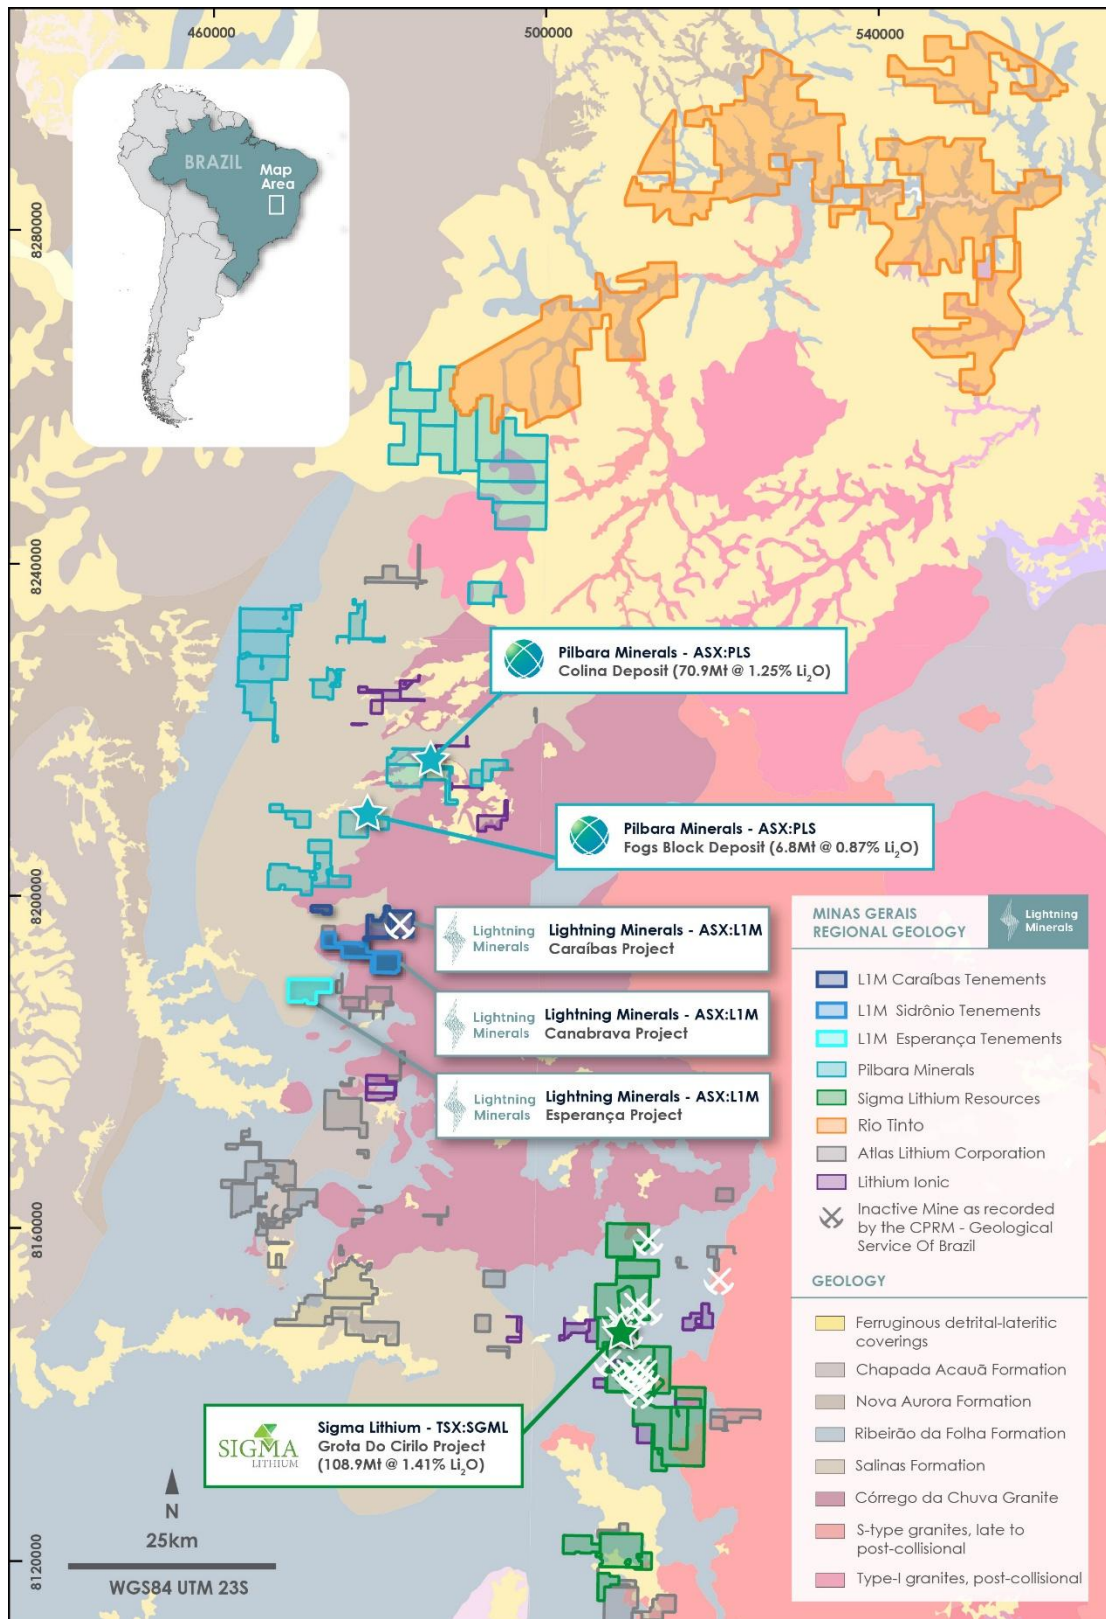 460000
500000
540000
8280000
8240000
8200000
8160000
8120000
BRAZIL
Map
Area
Pilbara Minerals - ASX:PLS
Colina Deposit (70.9Mt @ 1.25% Li₂O)
Pilbara Minerals - ASX:PLS
Fogs Block Deposit (6.8Mt @ 0.87% Li₂O)
Lightning
Minerals
Lightning Minerals - ASX:L1M
Caraíbas Project
Lightning
Minerals
Lightning Minerals - ASX:L1M
Canabrava Project
Lightning
Minerals
Lightning Minerals - ASX:L1M
Esperança Project
SIGMA
LITHIUM
Sigma Lithium - TSX:SGML
Grota Do Cirilo Project
(108.9Mt @ 1.41% Li₂O)
N
25km
WGS84 UTM 23S
MINAS GERAIS
REGIONAL GEOLOGY
Lightning
Minerals
L1M Caraíbas Tenements
L1M Sidrônio Tenements
L1M Esperança Tenements
Pilbara Minerals
Sigma Lithium Resources
Rio Tinto
Atlas Lithium Corporation
Lithium Ionic
Inactive Mine as recorded
by the CPRM - Geological
Service Of Brazil
GEOLOGY
Ferruginous detrital-lateritic
coverings
Chapada Acauã Formation
Nova Aurora Formation
Ribeirão da Folha Formation
Salinas Formation
Córrego da Chuva Granite
S-type granites, late to
post-collisional
Type-I granites, post-collisional